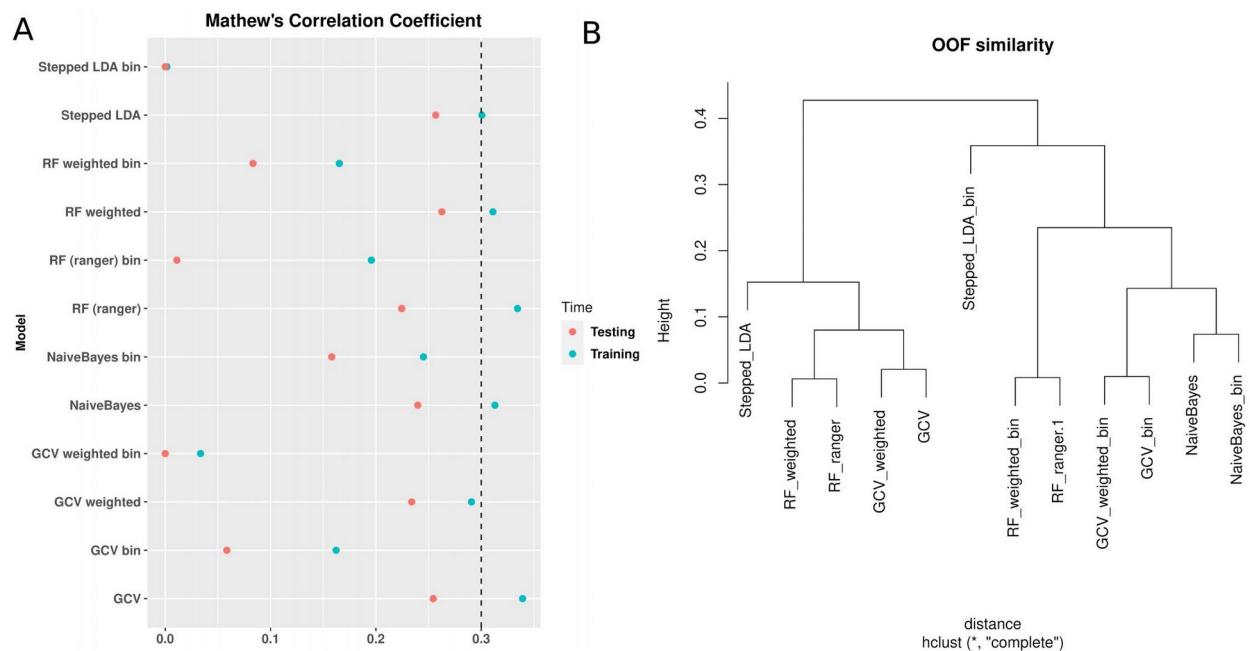 A
Mathew's Correlation Coefficient
Model
Stepped LDA bin
Stepped LDA
RF weighted bin
RF weighted
RF (ranger) bin
RF (ranger)
NaiveBayes bin
NaiveBayes
GCV weighted bin
GCV weighted
GCV bin
GCV
0.0 0.1 0.2 0.3
Time
Testing
Training
B
OOF similarity
Height
0.4
0.3
0.2
0.1
0.0
Stepped_LDA
RF_weighted
RF_ranger
GCV_weighted
GCV
Stepped_LDA_bin
RF_weighted_bin
RF_ranger.1
GCV_weighted_bin
GCV_bin
NaiveBayes
NaiveBayes_bin
distance
hclust (*, "complete")